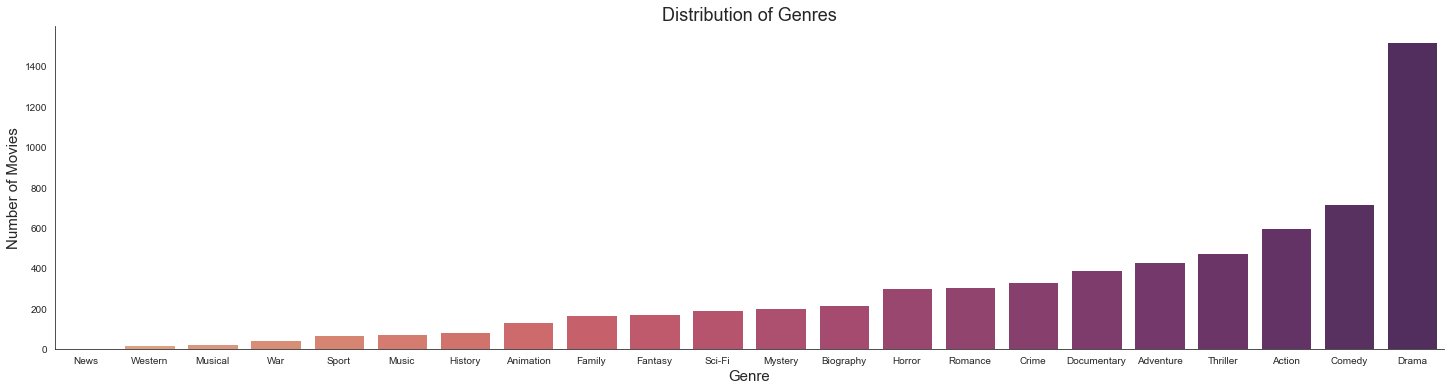 Distribution of Genres
Number of Movies
1400
1200
1000
800
600
400
200
0
News Western Musical War Sport Music History Animation Family Fantasy Sci-Fi Mystery Biography Horror Romance Crime Documentary Adventure Thriller Action Comedy Drama
Genre